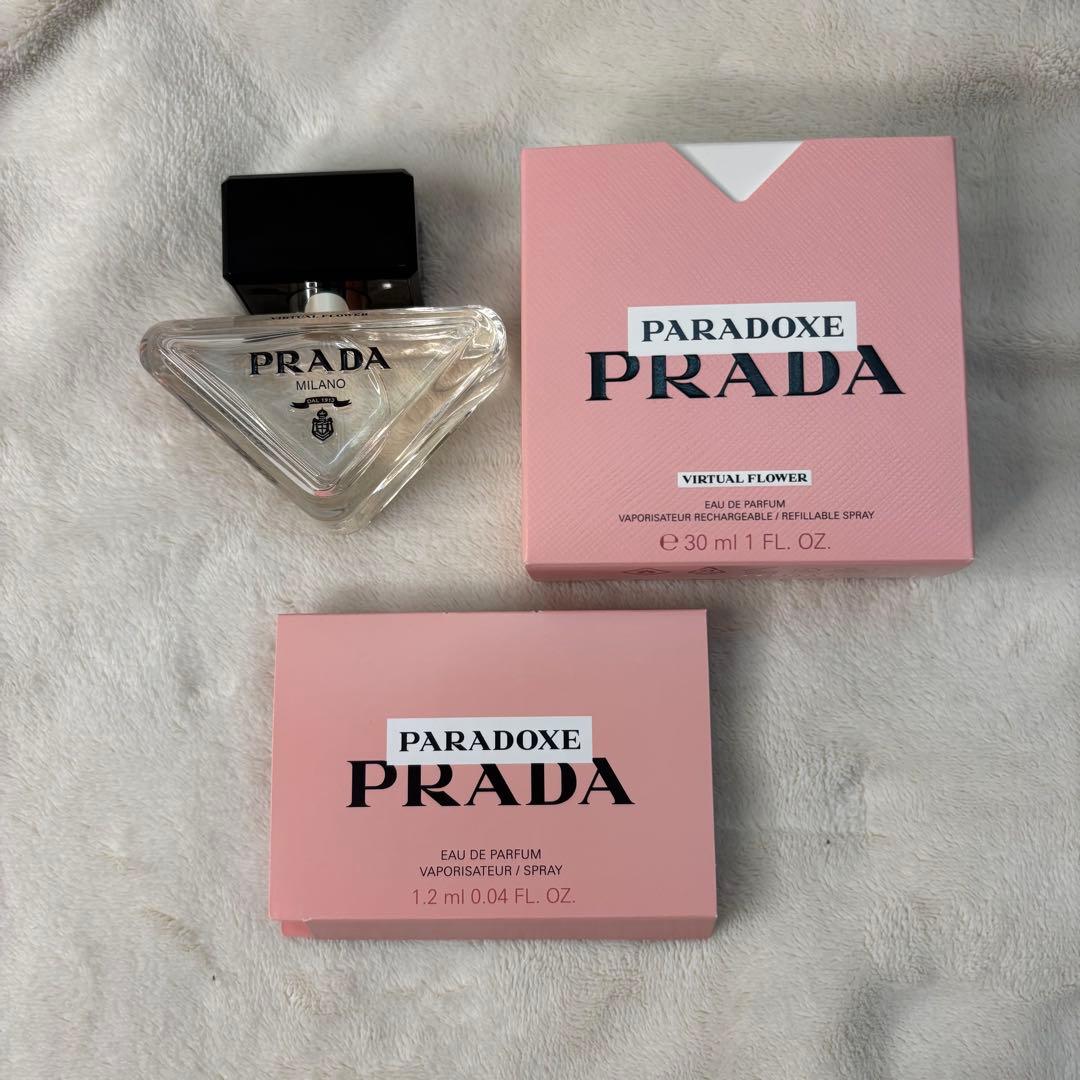 VIRTUAL FLOWER
PRADA
MILANO
DAL 1913
PARADOXE
PRADA
VIRTUAL FLOWER
EAU DE PARFUM
VAPORISATEUR RECHARGEABLE / REFILLABLE SPRAY
℮ 30 ml 1 FL. OZ.
PARADOXE
PRADA
EAU DE PARFUM
VAPORISATEUR / SPRAY
1.2 ml 0.04 FL. OZ.